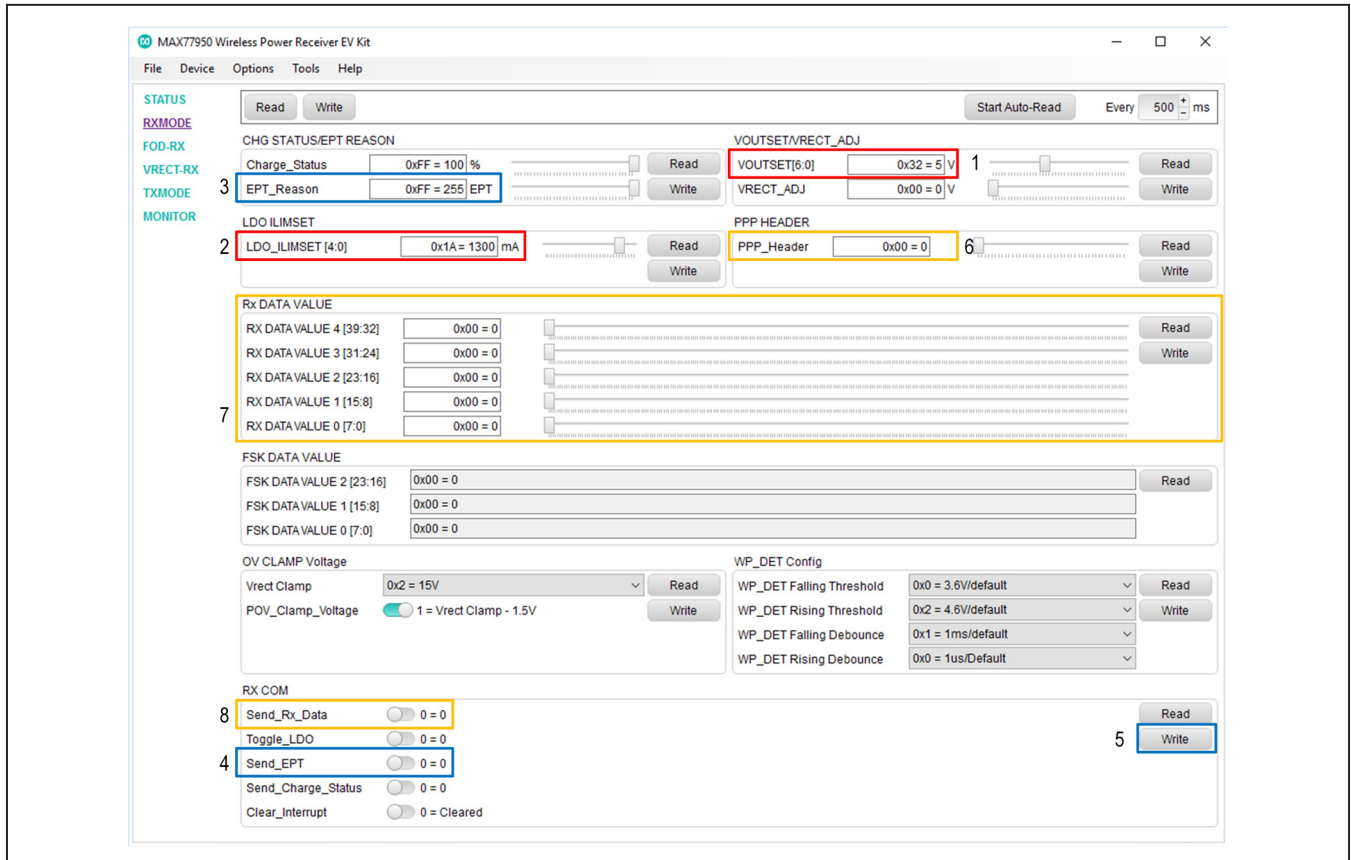 MAX77950 Wireless Power Receiver EV Kit
File Device Options Tools Help
STATUS
RXMODE
FOD-RX
VRECT-RX
TXMODE
MONITOR
Read Write Start Auto-Read Every 500 + - ms
CHG STATUS/EPT REASON
Charge_Status 0xFF = 100 % Read
3 EPT_Reason 0xFF = 255 EPT Write
VOUTSET/VRECT_ADJ
VOUTSET[6:0] 0x32 = 5 V 1 Read
VRECT_ADJ 0x00 = 0 V Write
LDO ILIMSET
2 LDO_ILIMSET [4:0] 0x1A = 1300 mA Read
Write
PPP HEADER
PPP_Header 0x00 = 0 6 Read
Write
Rx DATA VALUE
RX DATA VALUE 4 [39:32] 0x00 = 0 Read
RX DATA VALUE 3 [31:24] 0x00 = 0 Write
RX DATA VALUE 2 [23:16] 0x00 = 0
RX DATA VALUE 1 [15:8] 0x00 = 0
7
RX DATA VALUE 0 [7:0] 0x00 = 0
FSK DATA VALUE
FSK DATA VALUE 2 [23:16] 0x00 = 0 Read
FSK DATA VALUE 1 [15:8] 0x00 = 0
FSK DATA VALUE 0 [7:0] 0x00 = 0
OV CLAMP Voltage
Vrect Clamp 0x2 = 15V Read
POV_Clamp_Voltage 1 = Vrect Clamp - 1.5V Write
WP_DET Config
WP_DET Falling Threshold 0x0 = 3.6V/default Read
WP_DET Rising Threshold 0x2 = 4.6V/default Write
WP_DET Falling Debounce 0x1 = 1ms/default
WP_DET Rising Debounce 0x0 = 1us/Default
RX COM
8 Send_Rx_Data 0 = 0 Read
Toggle_LDO 0 = 0 5 Write
4 Send_EPT 0 = 0
Send_Charge_Status 0 = 0
Clear_Interrupt 0 = Cleared